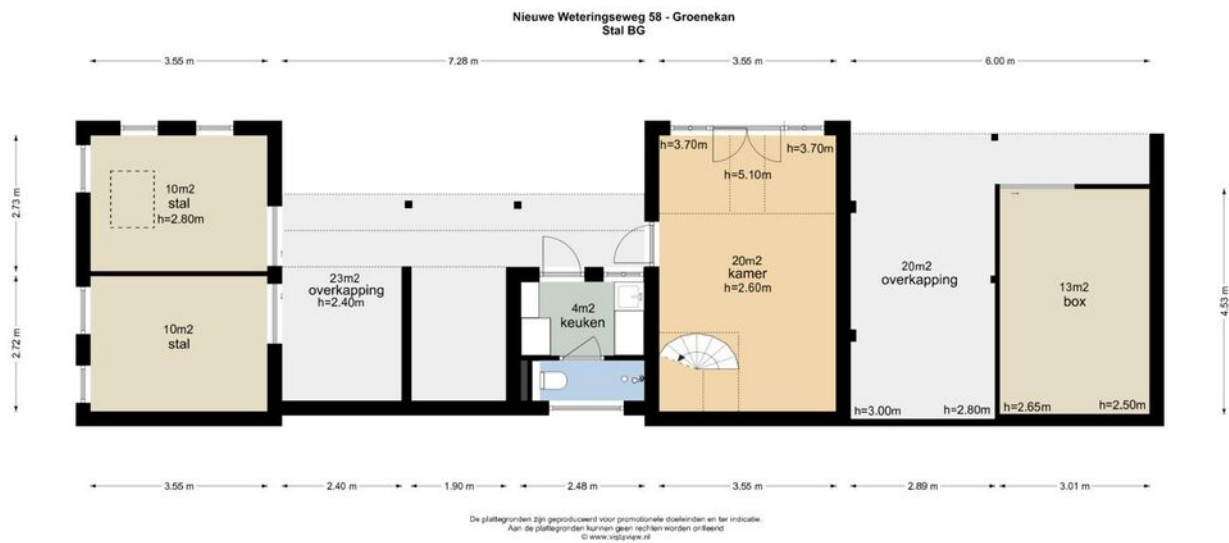 Nieuwe Weteringseweg 58 - Groenekan
Stal BG
3.55 m
7.28 m
3.55 m
6.00 m
2.73 m
2.72 m
10m2
stal
h=2.80m
10m2
stal
23m2
overkapping
h=2.40m
4m2
keuken
h=3.70m
h=3.70m
h=5.10m
20m2
kamer
h=2.60m
20m2
overkapping
h=3.00m
h=2.80m
13m2
box
h=2.65m
h=2.50m
4.53 m
3.55 m
2.40 m
1.90 m
2.48 m
3.55 m
2.89 m
3.01 m
De plattegronden zijn geproduceerd voor promotionele doeleinden en ter indicatie.
Aan de plattegronden kunnen geen rechten worden ontleend
© www.vistaview.nl